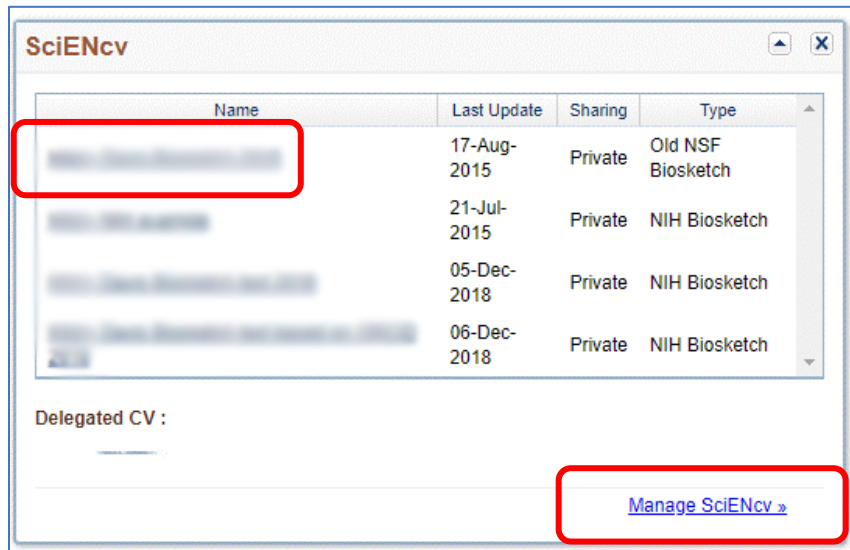 SciENcv
Name Last Update Sharing Type
17-Aug-
2015 Private Old NSF
Biosketch
21-Jul-
2015 Private NIH Biosketch
05-Dec-
2018 Private NIH Biosketch
06-Dec-
2018 Private NIH Biosketch
Delegated CV :
Manage SciENcv »